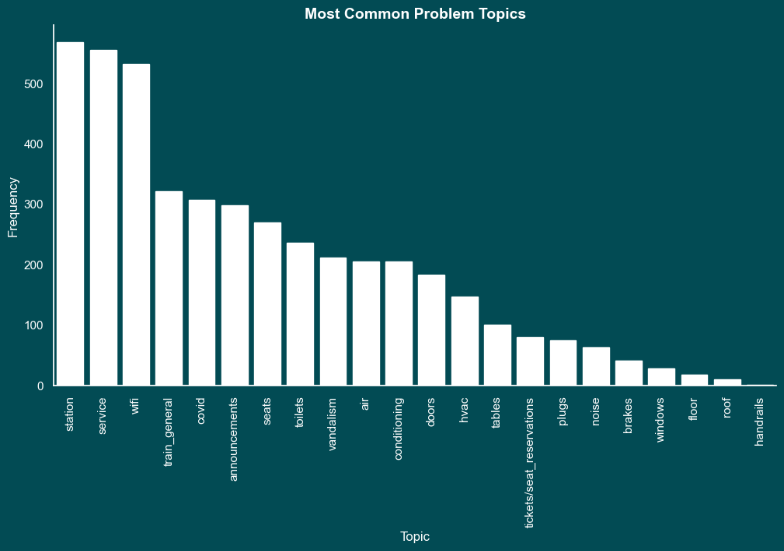 Most Common Problem Topics
500
400
300
200
100
0
Frequency
station
service
wifi
train_general
covid
announcements
seats
toilets
vandalism
air
conditioning
doors
hvac
tables
tickets/seat_reservations
plugs
noise
brakes
windows
floor
roof
handrails
Topic